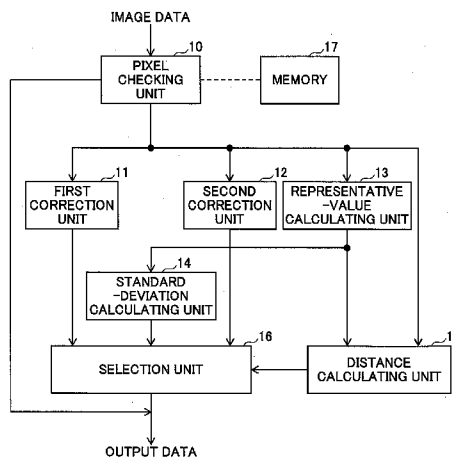 IMAGE DATA
10
17
PIXEL
CHECKING
UNIT
MEMORY
11
12
13
FIRST
CORRECTION
UNIT
SECOND
CORRECTION
UNIT
REPRESENTATIVE
-VALUE
CALCULATING UNIT
14
STANDARD
-DEVIATION
CALCULATING UNIT
16
1
SELECTION UNIT
DISTANCE
CALCULATING UNIT
OUTPUT DATA